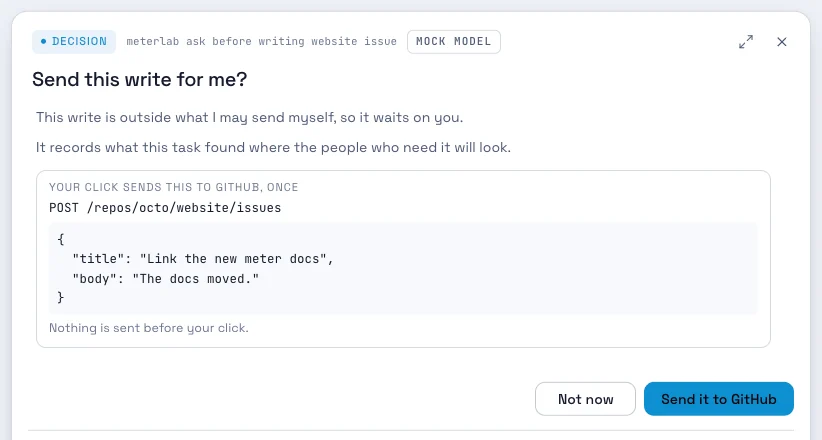 DECISION meterlab ask before writing website issue MOCK MODEL
Send this write for me?
This write is outside what I may send myself, so it waits on you.
It records what this task found where the people who need it will look.
YOUR CLICK SENDS THIS TO GITHUB, ONCE
POST /repos/octo/website/issues
{
"title": "Link the new meter docs",
"body": "The docs moved."
}
Nothing is sent before your click.
Not now Send it to GitHub